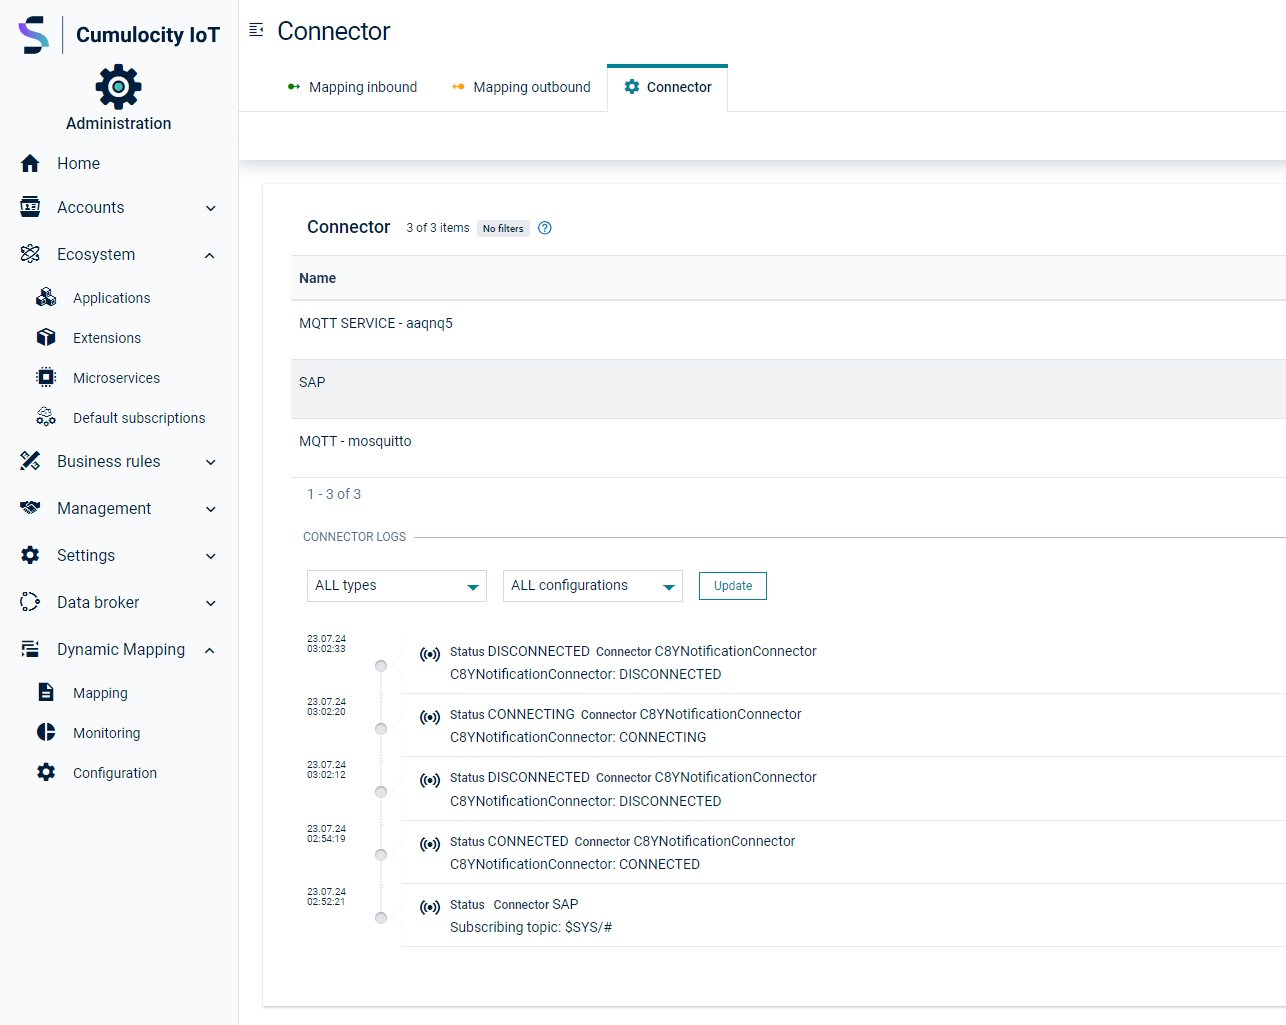 Cumulocity IoT
Administration
Home
Accounts
Ecosystem
Applications
Extensions
Microservices
Default subscriptions
Business rules
Management
Settings
Data broker
Dynamic Mapping
Mapping
Monitoring
Configuration
Connector
Mapping inbound
Mapping outbound
Connector
Connector 3 of 3 items No filters ?
Name
MQTT SERVICE - aaqnq5
SAP
MQTT - mosquitto
1 - 3 of 3
CONNECTOR LOGS
ALL types
ALL configurations
Update
23.07.24
03:02:33
Status DISCONNECTED Connector C8YNotificationConnector
C8YNotificationConnector: DISCONNECTED
23.07.24
03:02:20
Status CONNECTING Connector C8YNotificationConnector
C8YNotificationConnector: CONNECTING
23.07.24
03:02:12
Status DISCONNECTED Connector C8YNotificationConnector
C8YNotificationConnector: DISCONNECTED
23.07.24
02:54:19
Status CONNECTED Connector C8YNotificationConnector
C8YNotificationConnector: CONNECTED
23.07.24
02:52:21
Status Connector SAP
Subscribing topic: $SYS/#